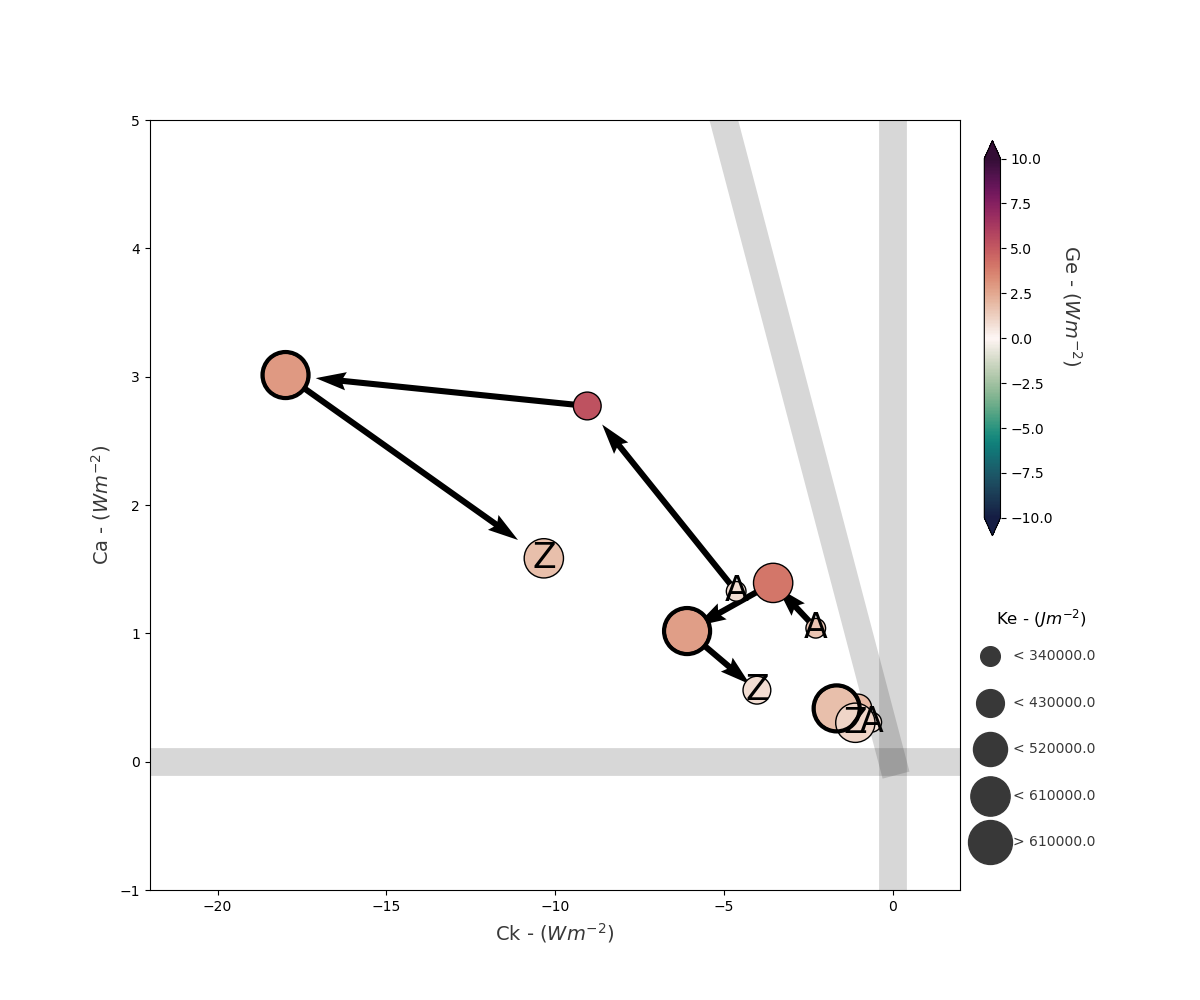 5
4
3
2
1
0
−1
−20
−15
−10
−5
0
Ca - (Wm⁻²)
Ck - (Wm⁻²)
A
Z
A
Z
A
Z
10.0
7.5
5.0
2.5
0.0
−2.5
−5.0
−7.5
−10.0
Ge - (Wm⁻²)
Ke - (Jm⁻²)
< 340000.0
< 430000.0
< 520000.0
< 610000.0
> 610000.0